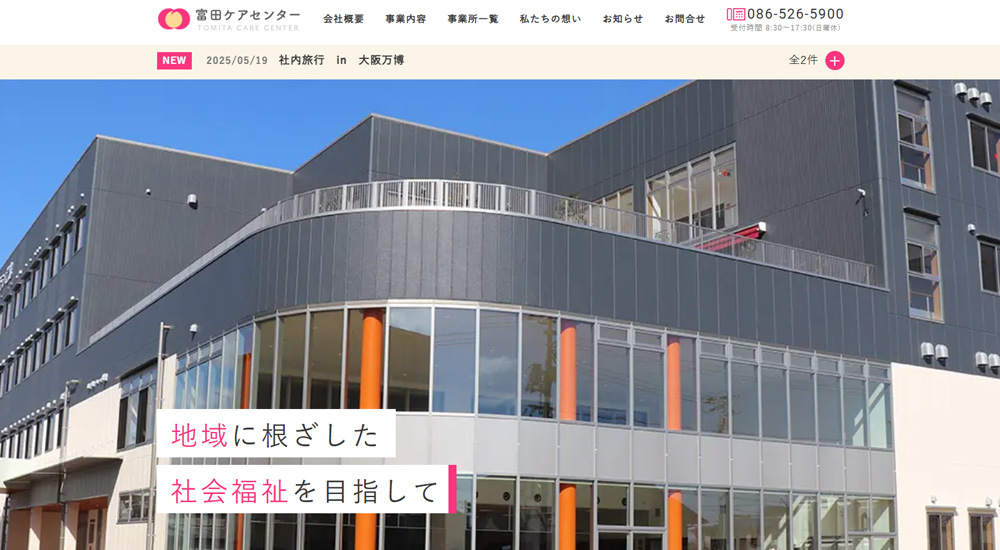 富田ケアセンター
TOMITA CARE CENTER
会社概要 事業内容 事業所一覧 私たちの想い お知らせ お問合せ
086-526-5900
受付時間 8:30〜17:30(日曜休)
NEW 2025/05/19 社内旅行 in 大阪万博
全2件
地域に根ざした
社会福祉を目指して